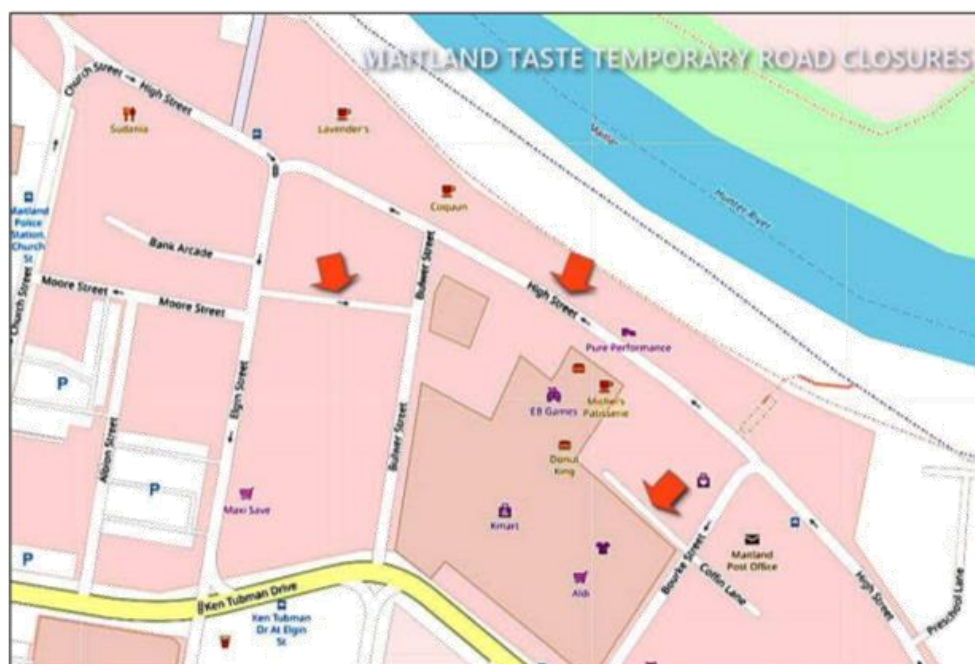 MAITLAND TASTE TEMPORARY ROAD CLOSURES
Church Street
High Street
Sudania
Lavender's
Coquun
Hunter River
Maitland
Police
Station,
Church
St
Bank Arcade
Bulwer Street
High Street
Moore Street
Moore Street
Church Street
Pure Performance
Michel's
Patisserie
EB Games
Elgin Street
P
Albion Street
Bulwer Street
Donut
King
P
Maxi Save
Kmart
Maitland
Post Office
Bourke Street
Coffin Lane
Aldi
High Street
Preschool Lane
P
Ken Tubman Drive
Ken Tubman
Dr At Elgin
St